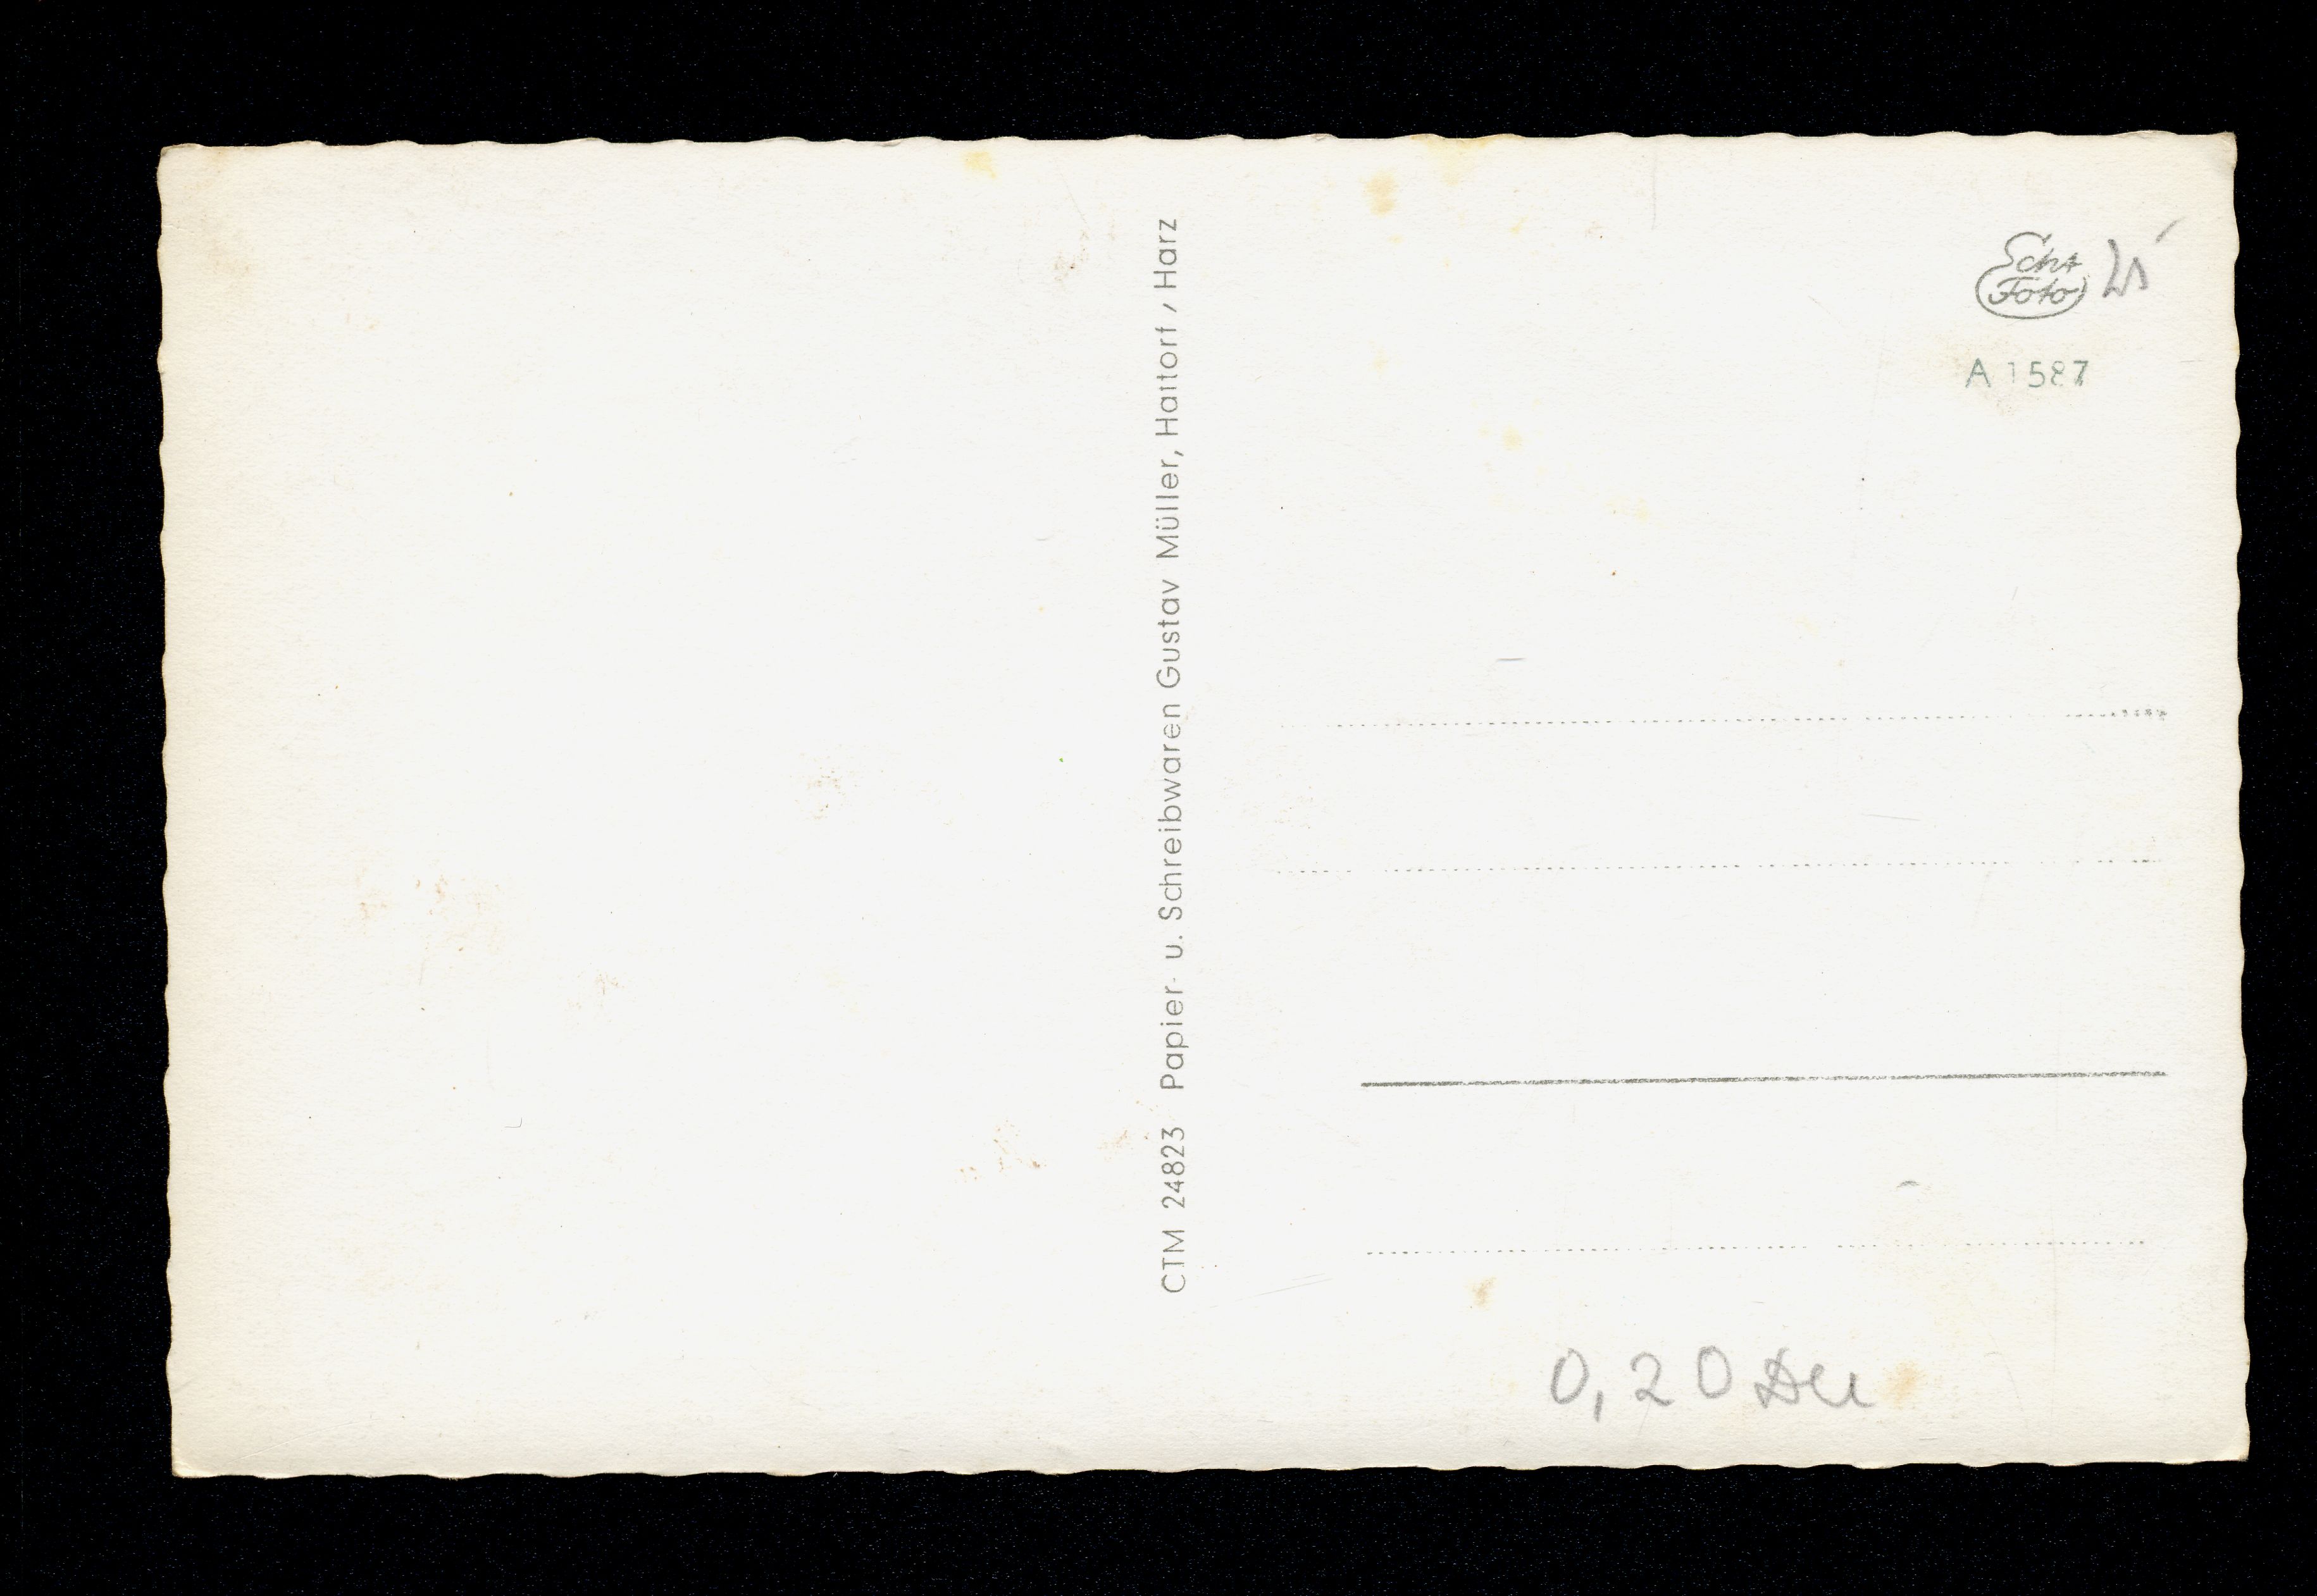 CTM 24823 Papier- u. Schreibwaren Gustav Müller, Hattorf / Harz
Echt
Foto
A 1587
0,20 DM